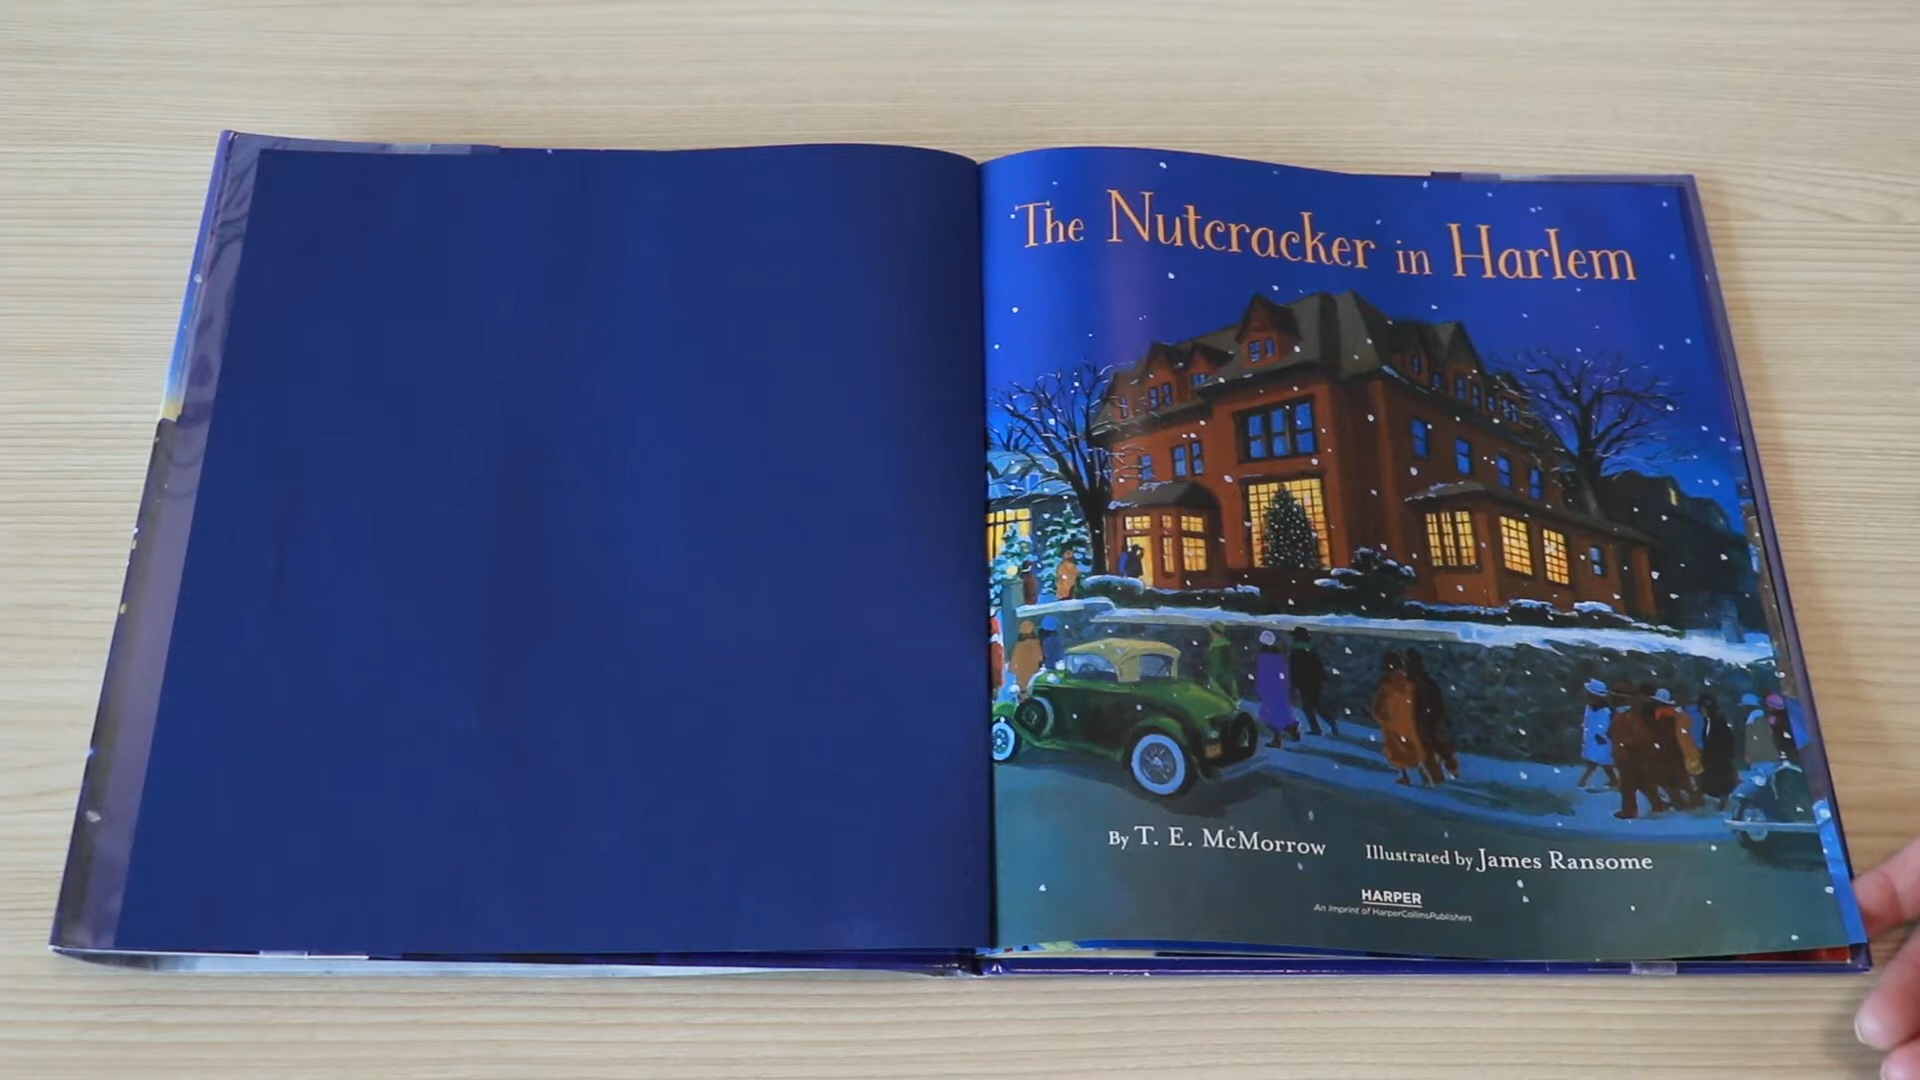 The Nutcracker in Harlem
By T. E. McMorrow Illustrated by James Ransome
HARPER
An Imprint of HarperCollinsPublishers